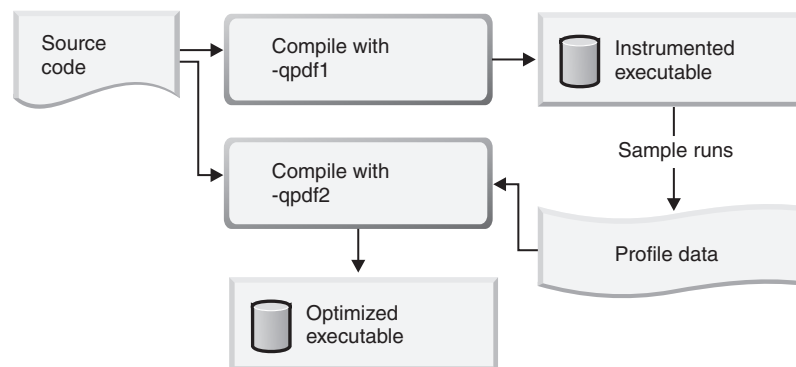 Source
code
Compile with
-qpdf1
Instrumented
executable
Sample runs
Compile with
-qpdf2
Profile data
Optimized
executable